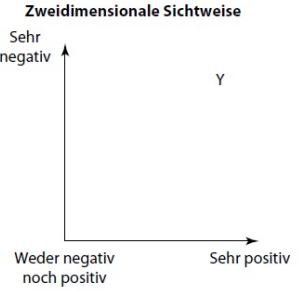 Zweidimensionale Sichtweise
Sehr
negativ
Y
Weder negativ
noch positiv
Sehr positiv